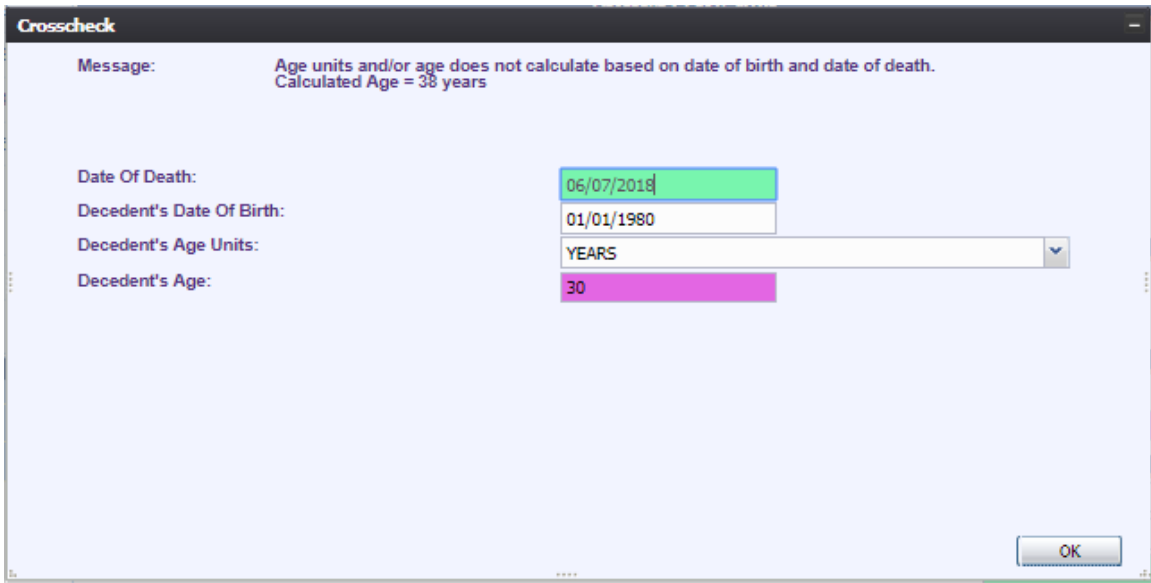 Crosscheck
Message: Age units and/or age does not calculate based on date of birth and date of death.
Calculated Age = 38 years
Date Of Death: 06/07/2018
Decedent's Date Of Birth: 01/01/1980
Decedent's Age Units: YEARS
Decedent's Age: 30
OK